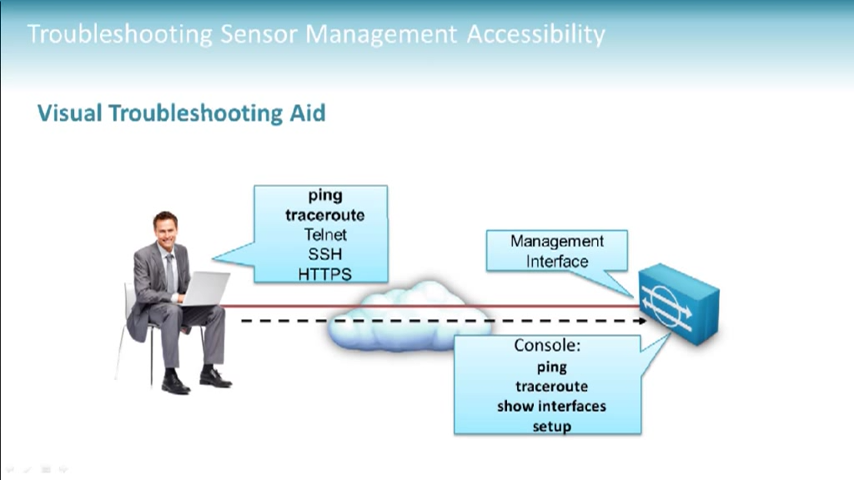 Troubleshooting Sensor Management Accessibility
Visual Troubleshooting Aid
ping
traceroute
Telnet
SSH
HTTPS
Management
Interface
Console:
ping
traceroute
show interfaces
setup